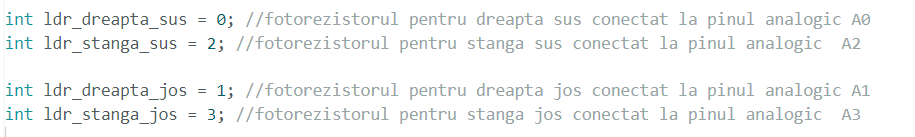 int ldr_dreapta_sus = 0; //fotorezistorul pentru dreapta sus conectat la pinul analogic A0
int ldr_stanga_sus = 2; //fotorezistorul pentru stanga sus conectat la pinul analogic  A2
int ldr_dreapta_jos = 1; //fotorezistorul pentru dreapta jos conectat la pinul analogic A1
int ldr_stanga_jos = 3; //fotorezistorul pentru stanga jos conectat la pinul analogic  A3